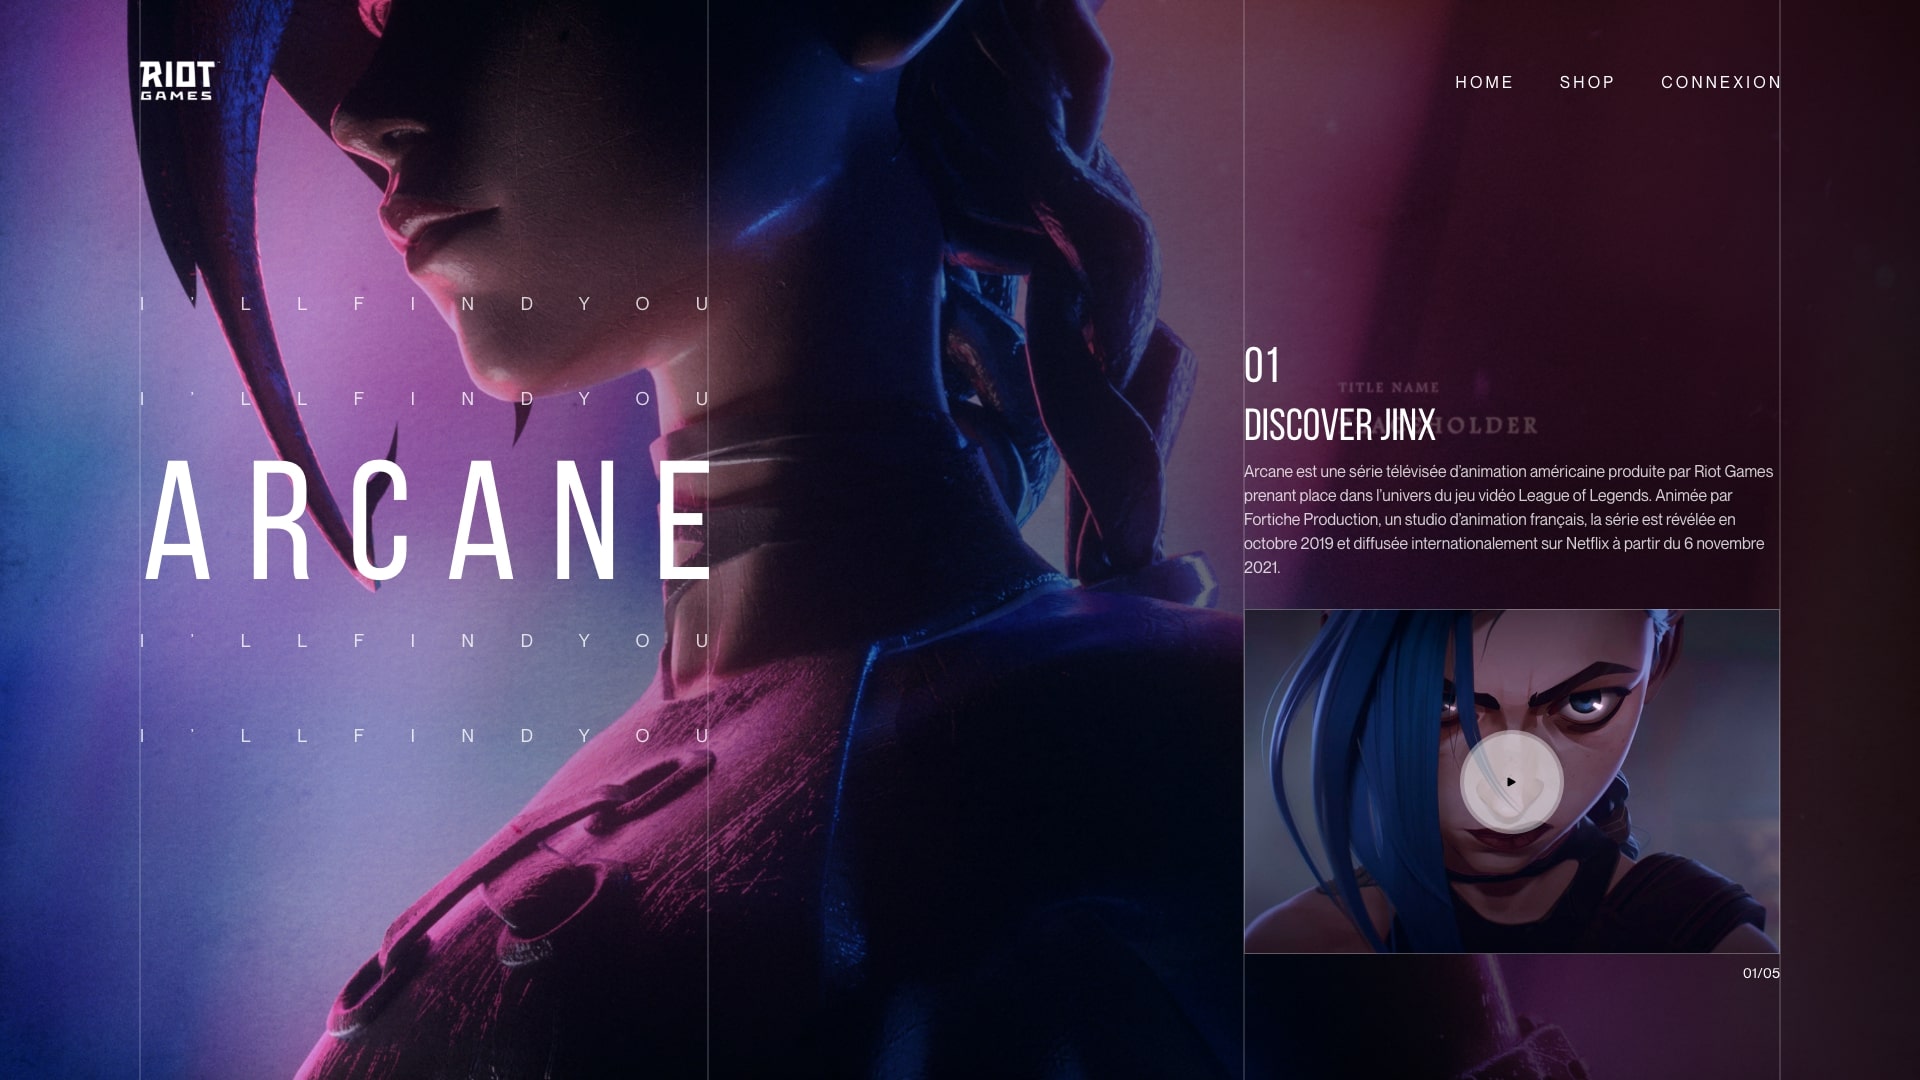 RIOT
GAMES
HOME SHOP CONNEXION
I ' L L F I N D Y O U
I ' L L F I N D Y O U
ARCANE
I ' L L F I N D Y O U
I ' L L F I N D Y O U
01
TITLE NAME
DISCOVER JINX
HOLDER
Arcane est une série télévisée d'animation américaine produite par Riot Games
prenant place dans l'univers du jeu vidéo League of Legends. Animée par
Fortiche Production, un studio d'animation français, la série est révélée en
octobre 2019 et diffusée internationalement sur Netflix à partir du 6 novembre
2021.
01/05